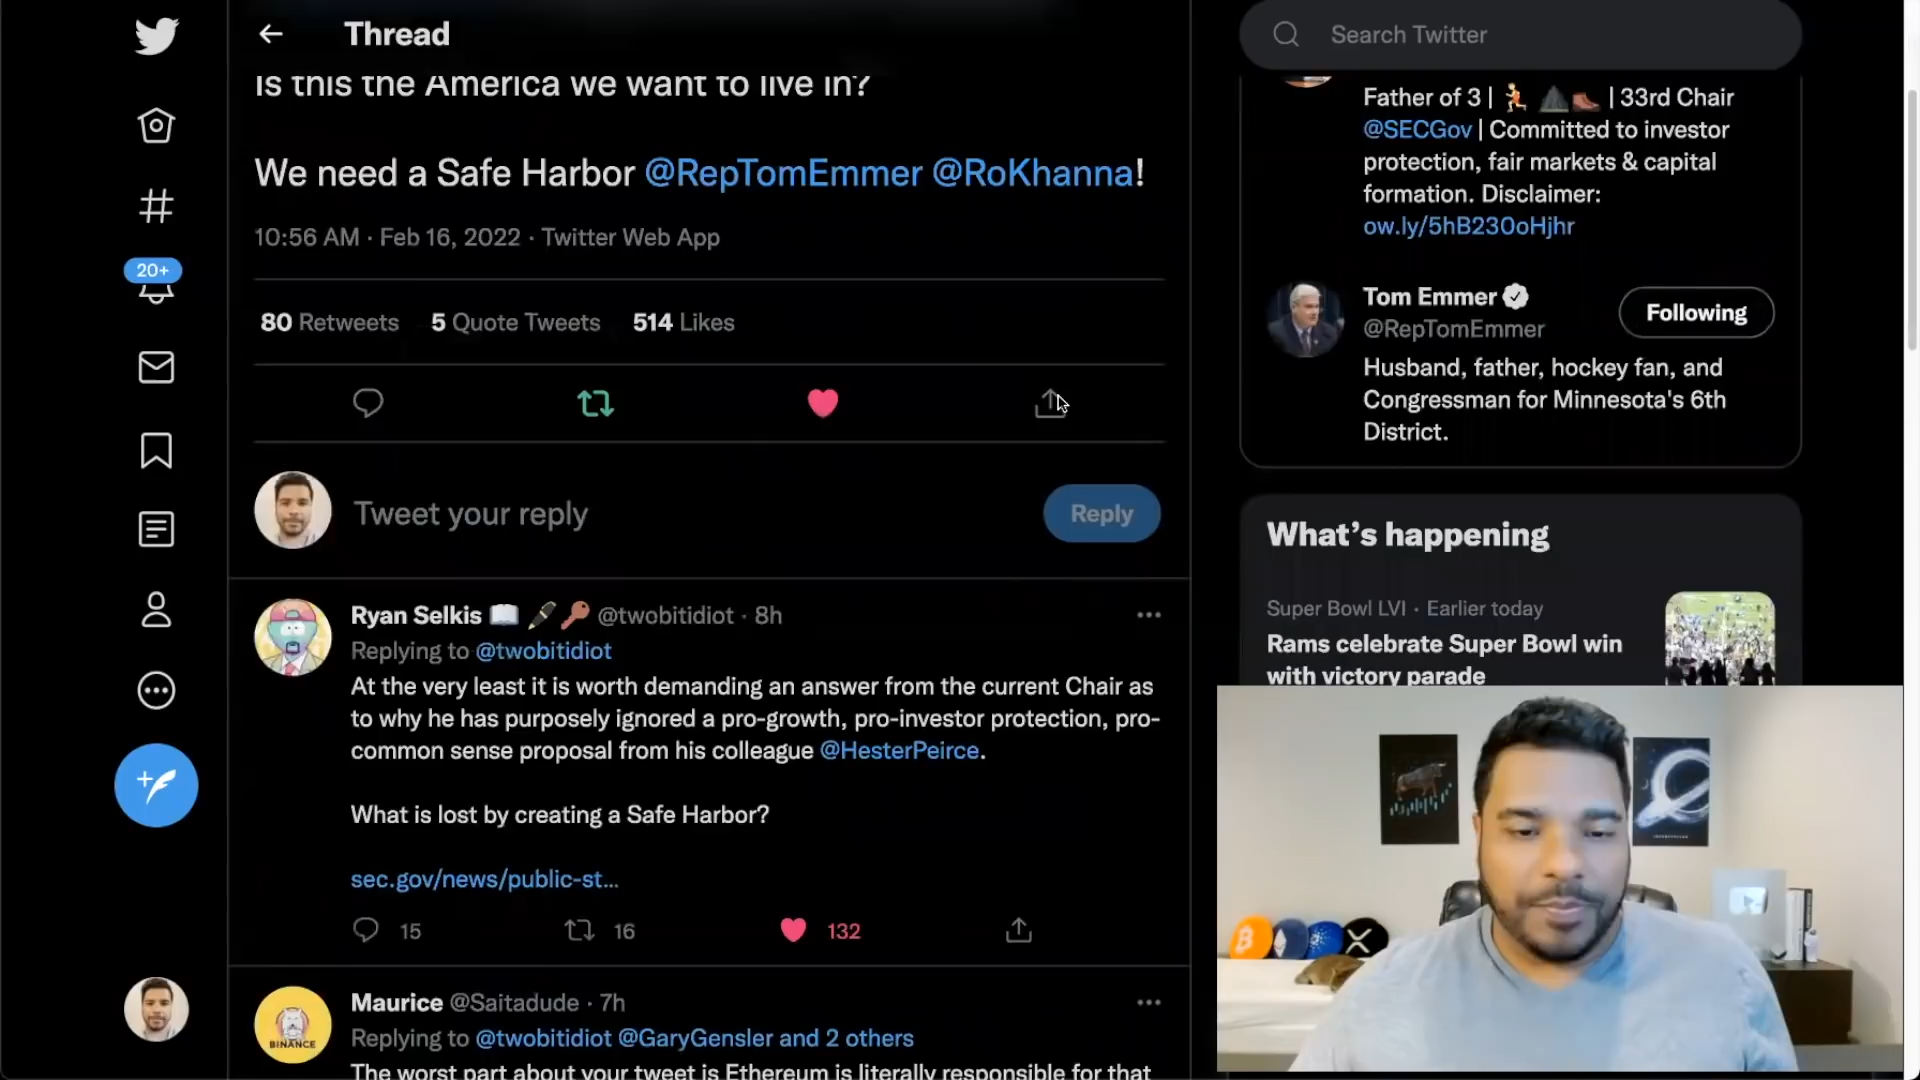 Thread
Search Twitter
Is this the America we want to live in?
We need a Safe Harbor @RepTomEmmer @RoKhanna!
10:56 AM · Feb 16, 2022 · Twitter Web App
20+
80 Retweets 5 Quote Tweets 514 Likes
Tweet your reply
Reply
Ryan Selkis 📖 🖋️ 🔑 @twobitidiot · 8h
Replying to @twobitidiot
At the very least it is worth demanding an answer from the current Chair as
to why he has purposely ignored a pro-growth, pro-investor protection, pro-
common sense proposal from his colleague @HesterPeirce.
What is lost by creating a Safe Harbor?
sec.gov/news/public-st...
15 16 132
Maurice @Saitadude · 7h
Replying to @twobitidiot @GaryGensler and 2 others
The worst part about your tweet is Ethereum is literally responsible for that
BINANCE
Father of 3 | 🏃 ⛰️ 🥾 | 33rd Chair
@SECGov | Committed to investor
protection, fair markets & capital
formation. Disclaimer:
ow.ly/5hB230oHjhr
Tom Emmer
@RepTomEmmer
Following
Husband, father, hockey fan, and
Congressman for Minnesota's 6th
District.
What's happening
Super Bowl LVI · Earlier today
Rams celebrate Super Bowl win
with victory parade